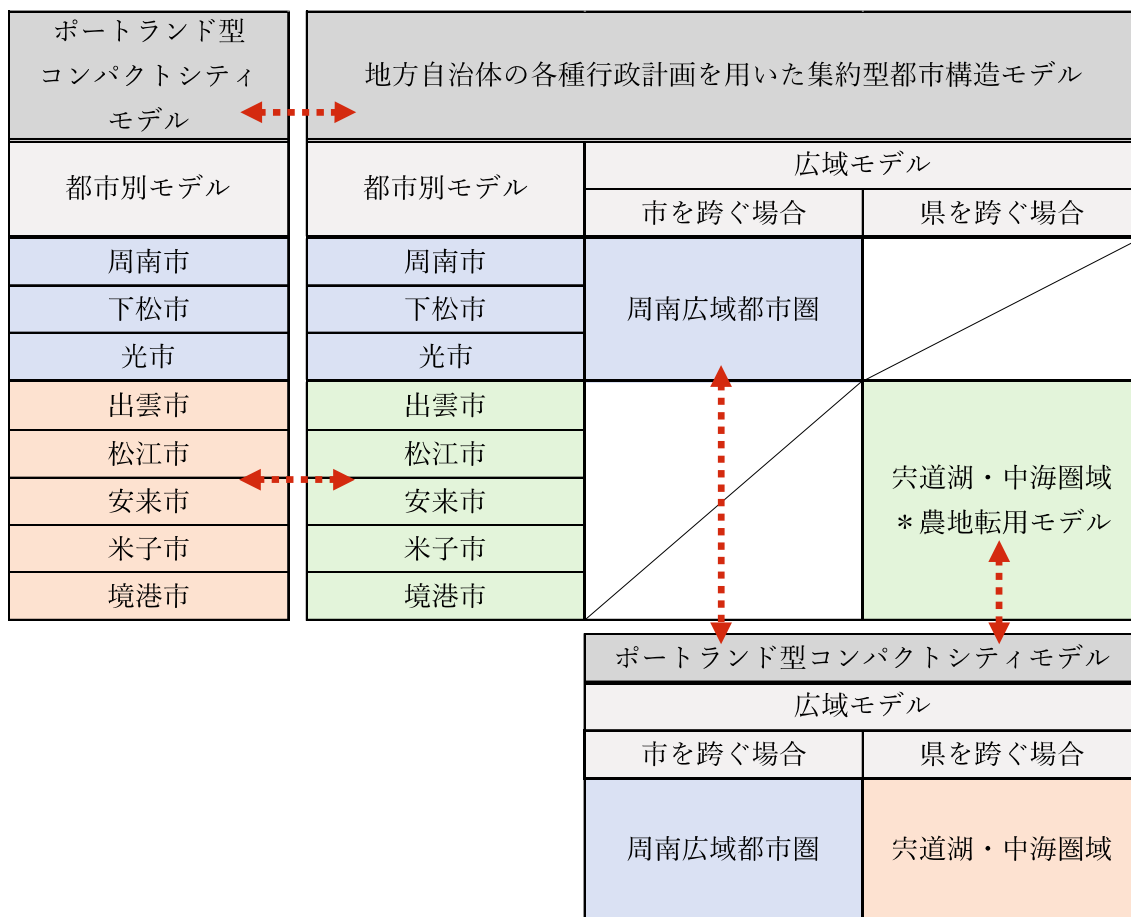 ポートランド型
コンパクトシティ
モデル
地方自治体の各種行政計画を用いた集約型都市構造モデル
都市別モデル
都市別モデル
広域モデル
市を跨ぐ場合
県を跨ぐ場合
周南市
周南市
下松市
下松市
周南広域都市圏
光市
光市
出雲市
出雲市
松江市
松江市
安来市
安来市
宍道湖・中海圏域
＊農地転用モデル
米子市
米子市
境港市
境港市
ポートランド型コンパクトシティモデル
広域モデル
市を跨ぐ場合
県を跨ぐ場合
周南広域都市圏
宍道湖・中海圏域